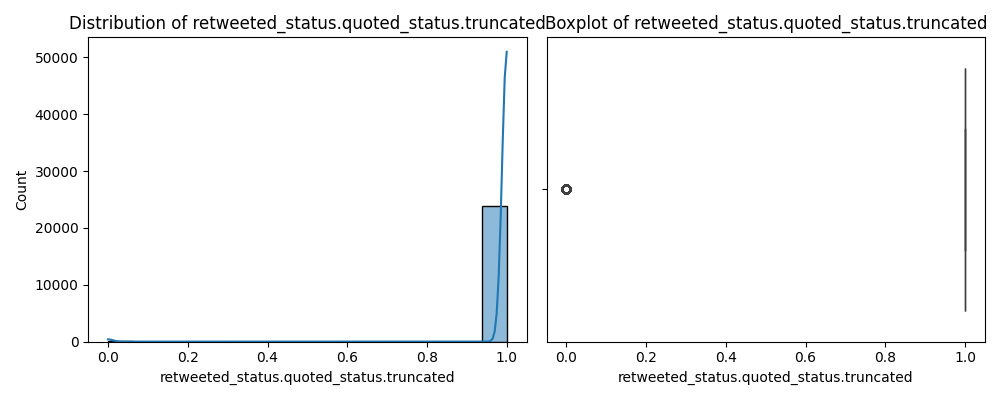 Distribution of retweeted_status.quoted_status.truncated
Boxplot of retweeted_status.quoted_status.truncated
Count
50000
40000
30000
20000
10000
0
0.0 0.2 0.4 0.6 0.8 1.0
retweeted_status.quoted_status.truncated
0.0 0.2 0.4 0.6 0.8 1.0
retweeted_status.quoted_status.truncated